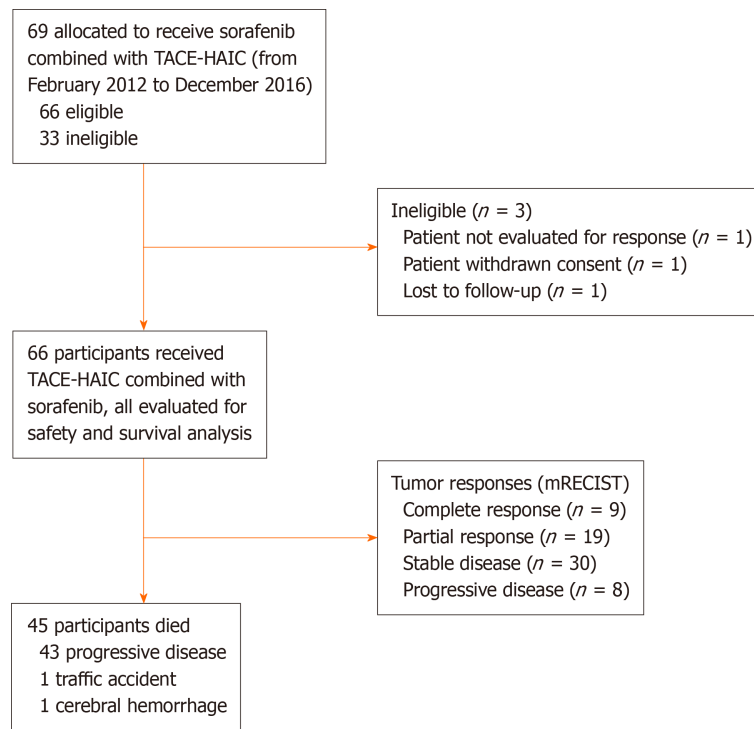 69 allocated to receive sorafenib
combined with TACE-HAIC (from
February 2012 to December 2016)
66 eligible
33 ineligible
Ineligible (n = 3)
Patient not evaluated for response (n = 1)
Patient withdrawn consent (n = 1)
Lost to follow-up (n = 1)
66 participants received
TACE-HAIC combined with
sorafenib, all evaluated for
safety and survival analysis
Tumor responses (mRECIST)
Complete response (n = 9)
Partial response (n = 19)
Stable disease (n = 30)
Progressive disease (n = 8)
45 participants died
43 progressive disease
1 traffic accident
1 cerebral hemorrhage